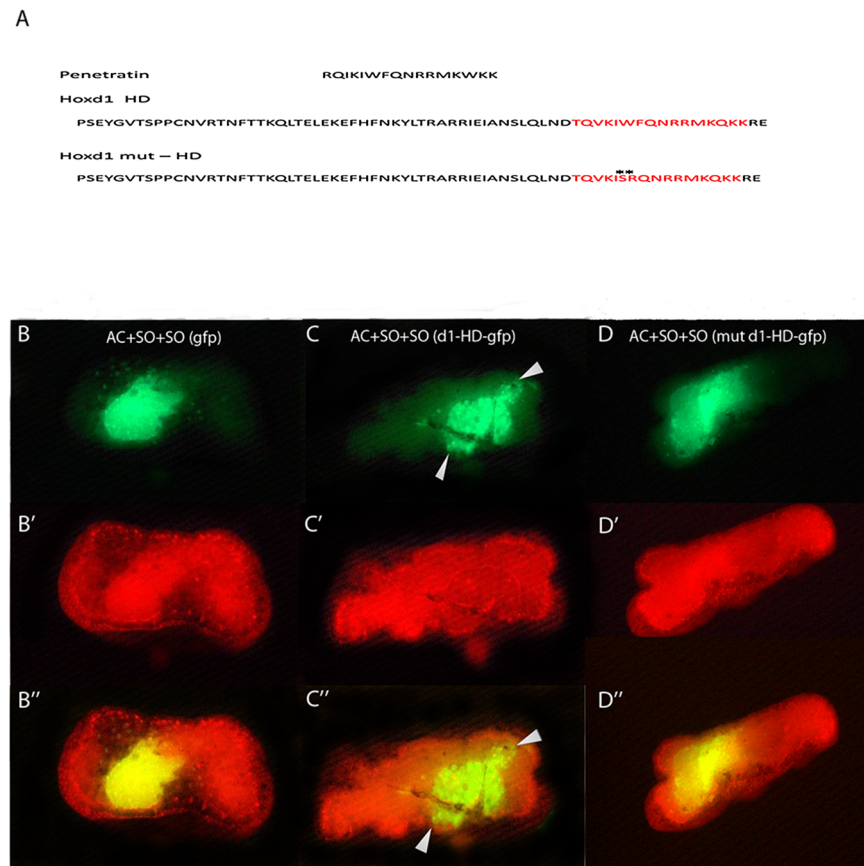 A
Penetratin RQIKIWFQNRRMKWKK
Hoxd1 HD
PSEYGVTSPPCNVRTNFTTKQLTELEKEFHFNKYLTRARRIEIANSLQLNDTQVKIWFQNRRMKQKKRE
Hoxd1 mut – HD
**
PSEYGVTSPPCNVRTNFTTKQLTELEKEFHFNKYLTRARRIEIANSLQLNDTQVKISRQNRRMKQKKRE
B AC+SO+SO (gfp) C AC+SO+SO (d1-HD-gfp) D AC+SO+SO (mut d1-HD-gfp)
B′ C′ D′
B″ C″ D″